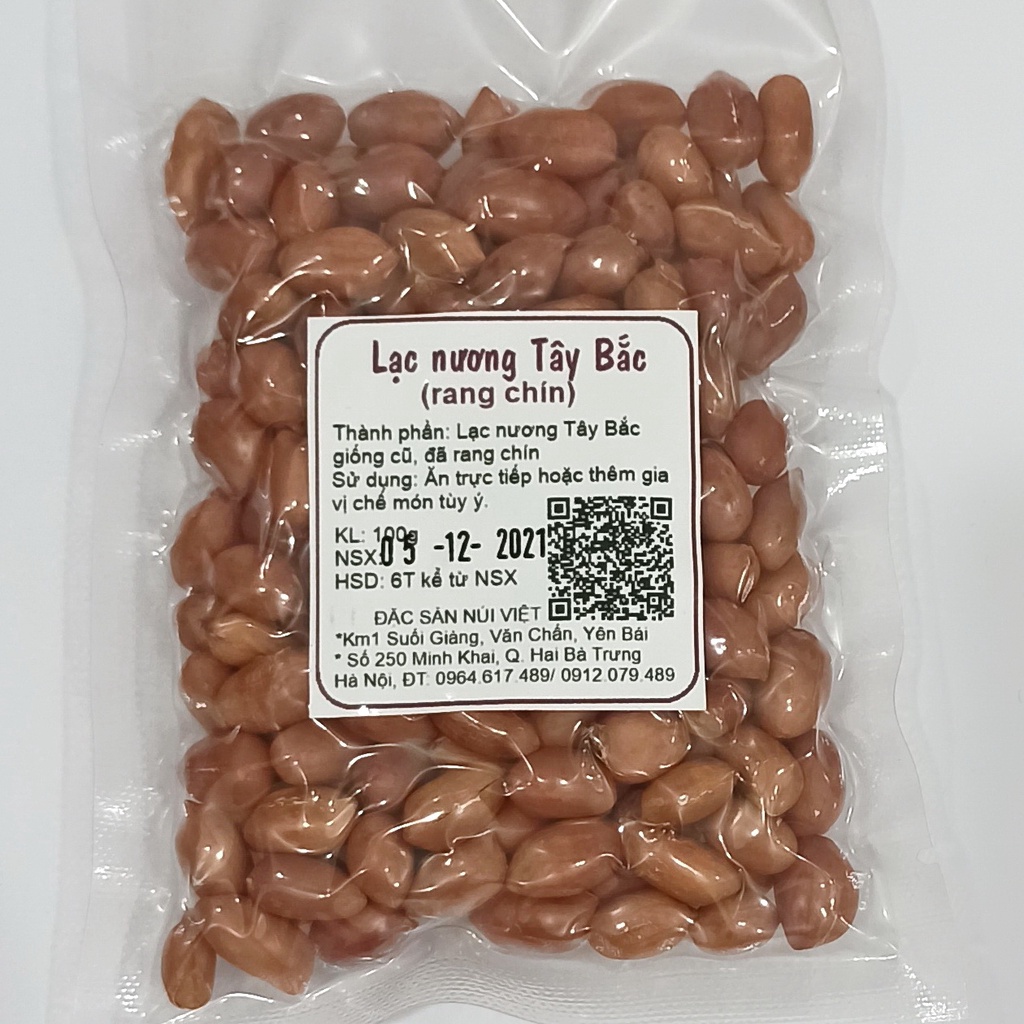 Lạc nương Tây Bắc
(rang chín)
Thành phần: Lạc nương Tây Bắc
giống cũ, đã rang chín
Sử dụng: Ăn trực tiếp hoặc thêm gia
vị chế món tùy ý.
KL: 100g
NSX: 05 -12- 2021
HSD: 6T kể từ NSX
ĐẶC SẢN NÚI VIỆT
*Km1 Suối Giàng, Văn Chấn, Yên Bái
* Số 250 Minh Khai, Q. Hai Bà Trưng
Hà Nội, ĐT: 0964.617.489/ 0912.079.489